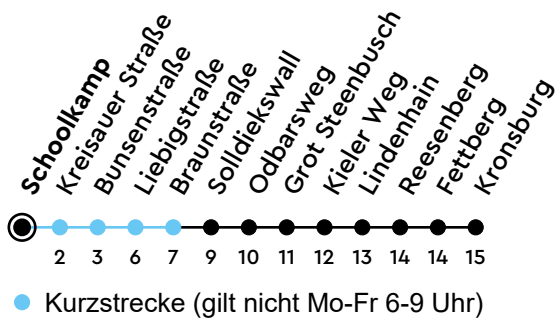 Schoolkamp
Kreisauer Straße
Bunsenstraße
Liebigstraße
Braunstraße
Solldiekswall
Odbarsweg
Grot Steenbusch
Kieler Weg
Lindenhain
Reesenberg
Fettberg
Kronsburg
2 3 6 7 9 10 11 12 13 14 14 15
Kurzstrecke (gilt nicht Mo-Fr 6-9 Uhr)